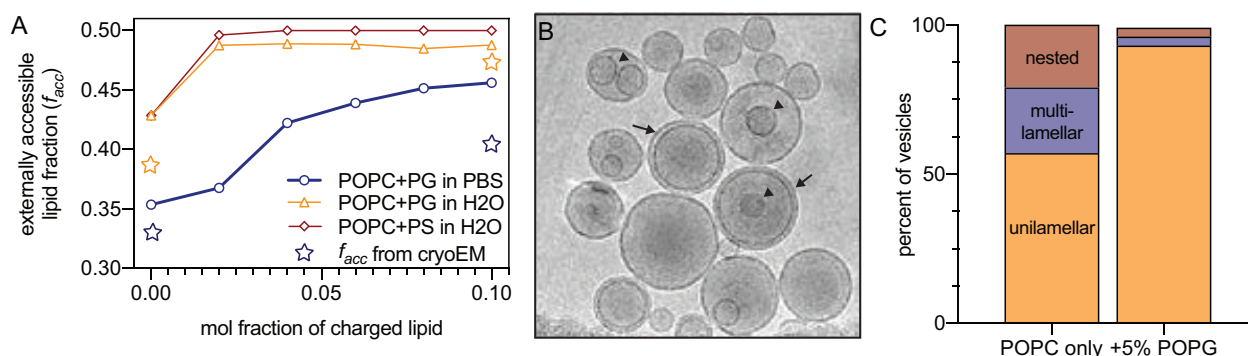 A
externally accessible
lipid fraction (facc)
0.50
0.45
0.40
0.35
0.30
0.00
0.05
0.10
mol fraction of charged lipid
POPC+PG in PBS
POPC+PG in H2O
POPC+PS in H2O
facc from cryoEM
B
C
percent of vesicles
100
50
0
nested
multi-
lamellar
unilamellar
POPC only +5% POPG